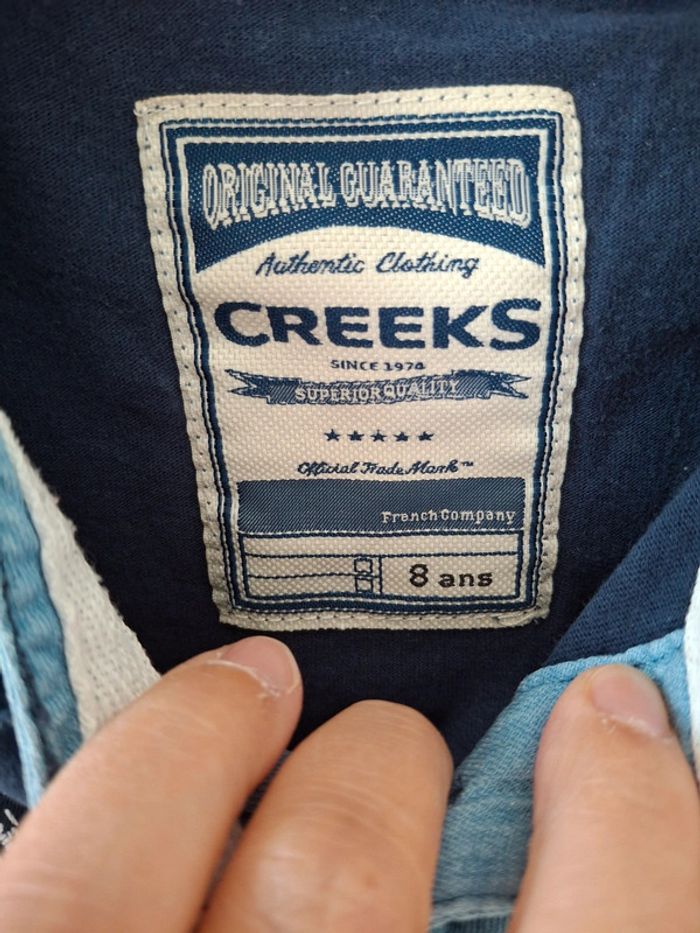 ORIGINAL GUARANTEED
Authentic Clothing
CREEKS
SINCE 1974
SUPERIOR QUALITY
Official Trade Mark™
French Company
8 ans